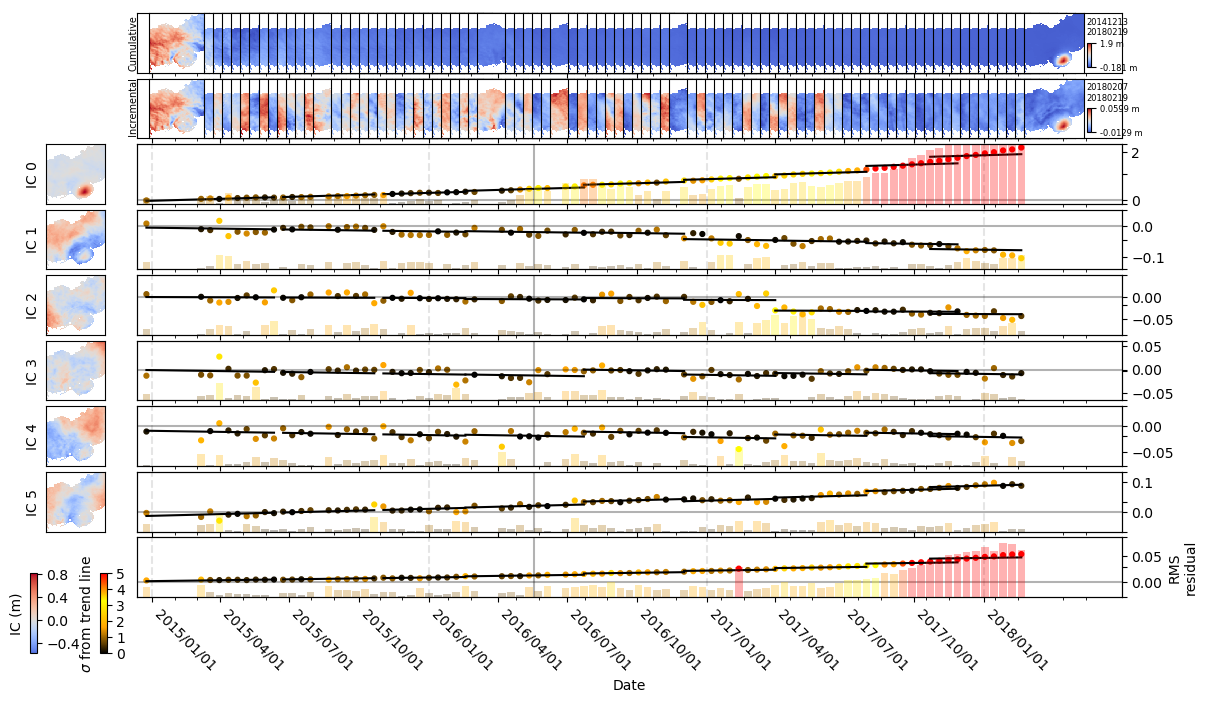 Cumulative
20141213
20180219
1.9 m
-0.181 m
Incremental
20180207
20180219
0.0599 m
-0.0129 m
IC 0
2
0
IC 1
0.0
−0.1
IC 2
0.00
−0.05
IC 3
0.05
0.00
−0.05
IC 4
0.00
−0.05
IC 5
0.1
0.0
0.05
0.00
RMS
residual
IC (m)
0.8
0.4
0.0
−0.4
σ from trend line
5
4
3
2
1
0
2015/01/01
2015/04/01
2015/07/01
2015/10/01
2016/01/01
2016/04/01
2016/07/01
2016/10/01
2017/01/01
2017/04/01
2017/07/01
2017/10/01
2018/01/01
Date